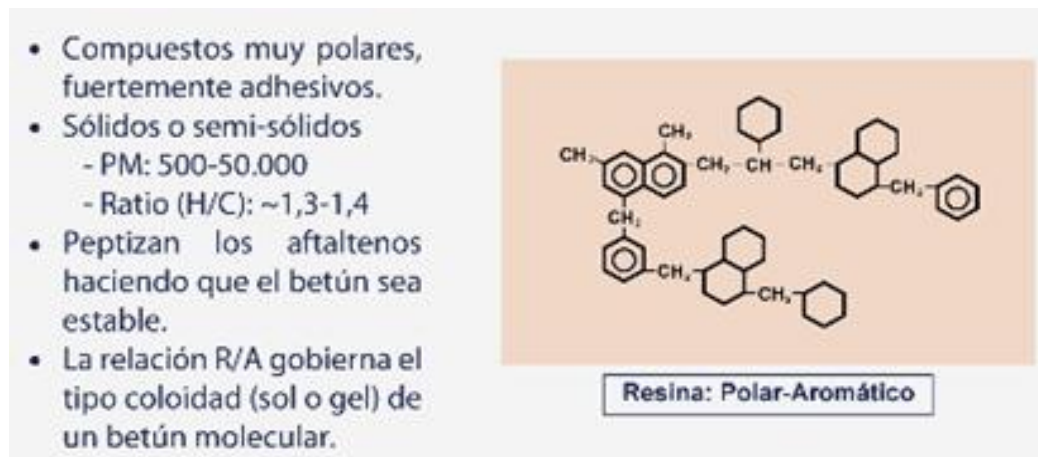 • Compuestos muy polares,
fuertemente adhesivos.
• Sólidos o semi-sólidos
- PM: 500-50.000
- Ratio (H/C): ~1,3-1,4
• Peptizan los aftaltenos
haciendo que el betún sea
estable.
• La relación R/A gobierna el
tipo coloidad (sol o gel) de
un betún molecular.
CH₃
CH₃
CH₂ CH CH₂
CH₂
CH₂
CH₂
CH₂
Resina: Polar-Aromático